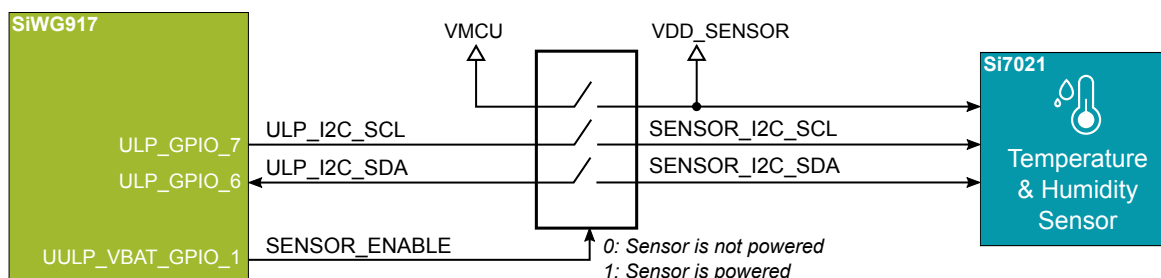 SiWG917
VMCU
VDD_SENSOR
Si7021
ULP_GPIO_7
ULP_I2C_SCL
SENSOR_I2C_SCL
ULP_GPIO_6
ULP_I2C_SDA
SENSOR_I2C_SDA
Temperature
& Humidity
Sensor
UULP_VBAT_GPIO_1
SENSOR_ENABLE
0: Sensor is not powered
1: Sensor is powered